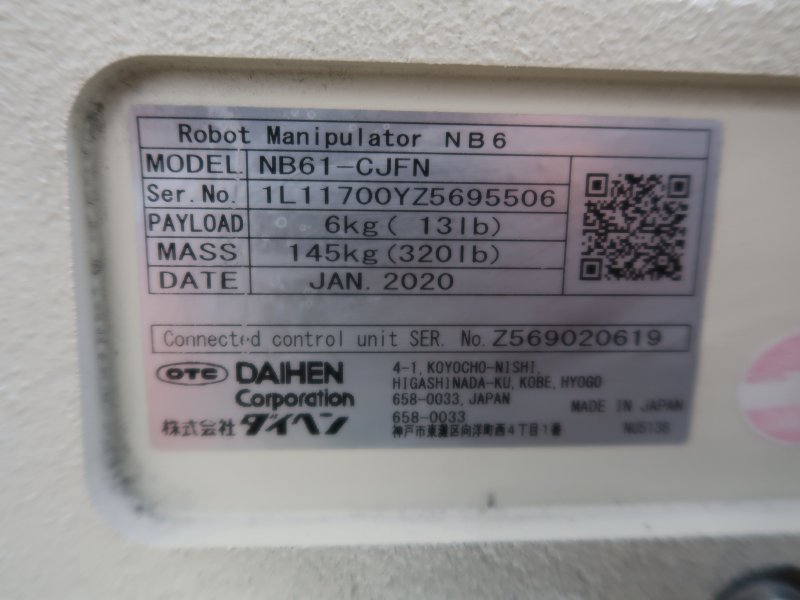 Robot Manipulator NB6
MODEL NB61-CJFN
Ser.No. 1L11700YZ5695506
PAYLOAD 6kg( 13lb)
MASS 145kg(320lb)
DATE JAN. 2020
Connected control unit SER. No. Z569020619
OTC DAIHEN
Corporation
株式会社 ダイヘン
4-1, KOYOCHO-NISHI,
HIGASHINADA-KU, KOBE, HYOGO
658-0033, JAPAN
658-0033
神戸市東灘区向洋町西4丁目1番
MADE IN JAPAN